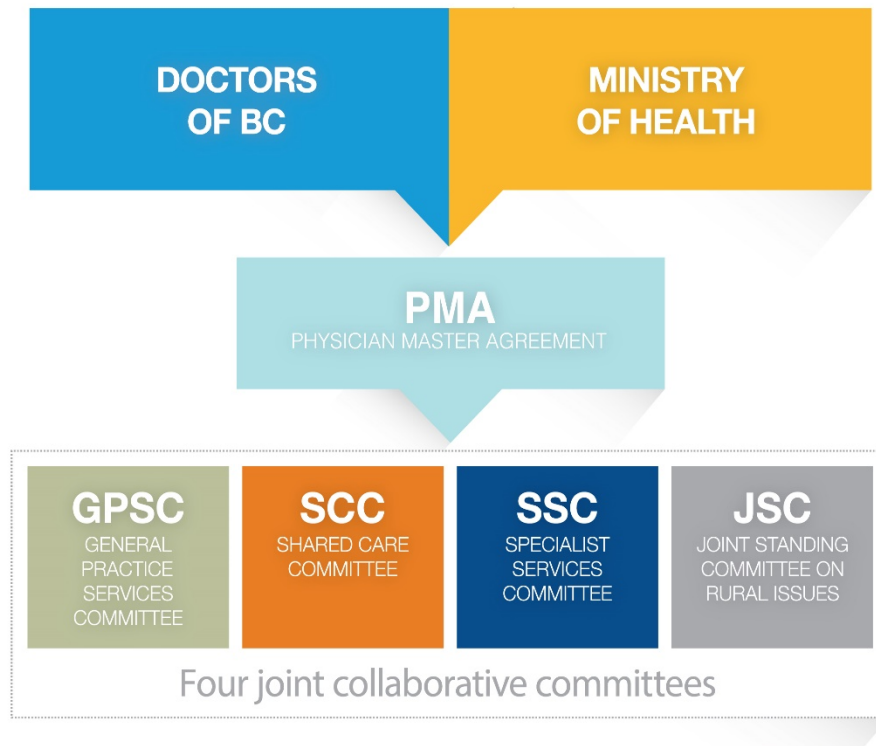 DOCTORS
OF BC
MINISTRY
OF HEALTH
PMA
PHYSICIAN MASTER AGREEMENT
GPSC
GENERAL
PRACTICE
SERVICES
COMMITTEE
SCC
SHARED CARE
COMMITTEE
SSC
SPECIALIST
SERVICES
COMMITTEE
JSC
JOINT STANDING
COMMITTEE ON
RURAL ISSUES
Four joint collaborative committees